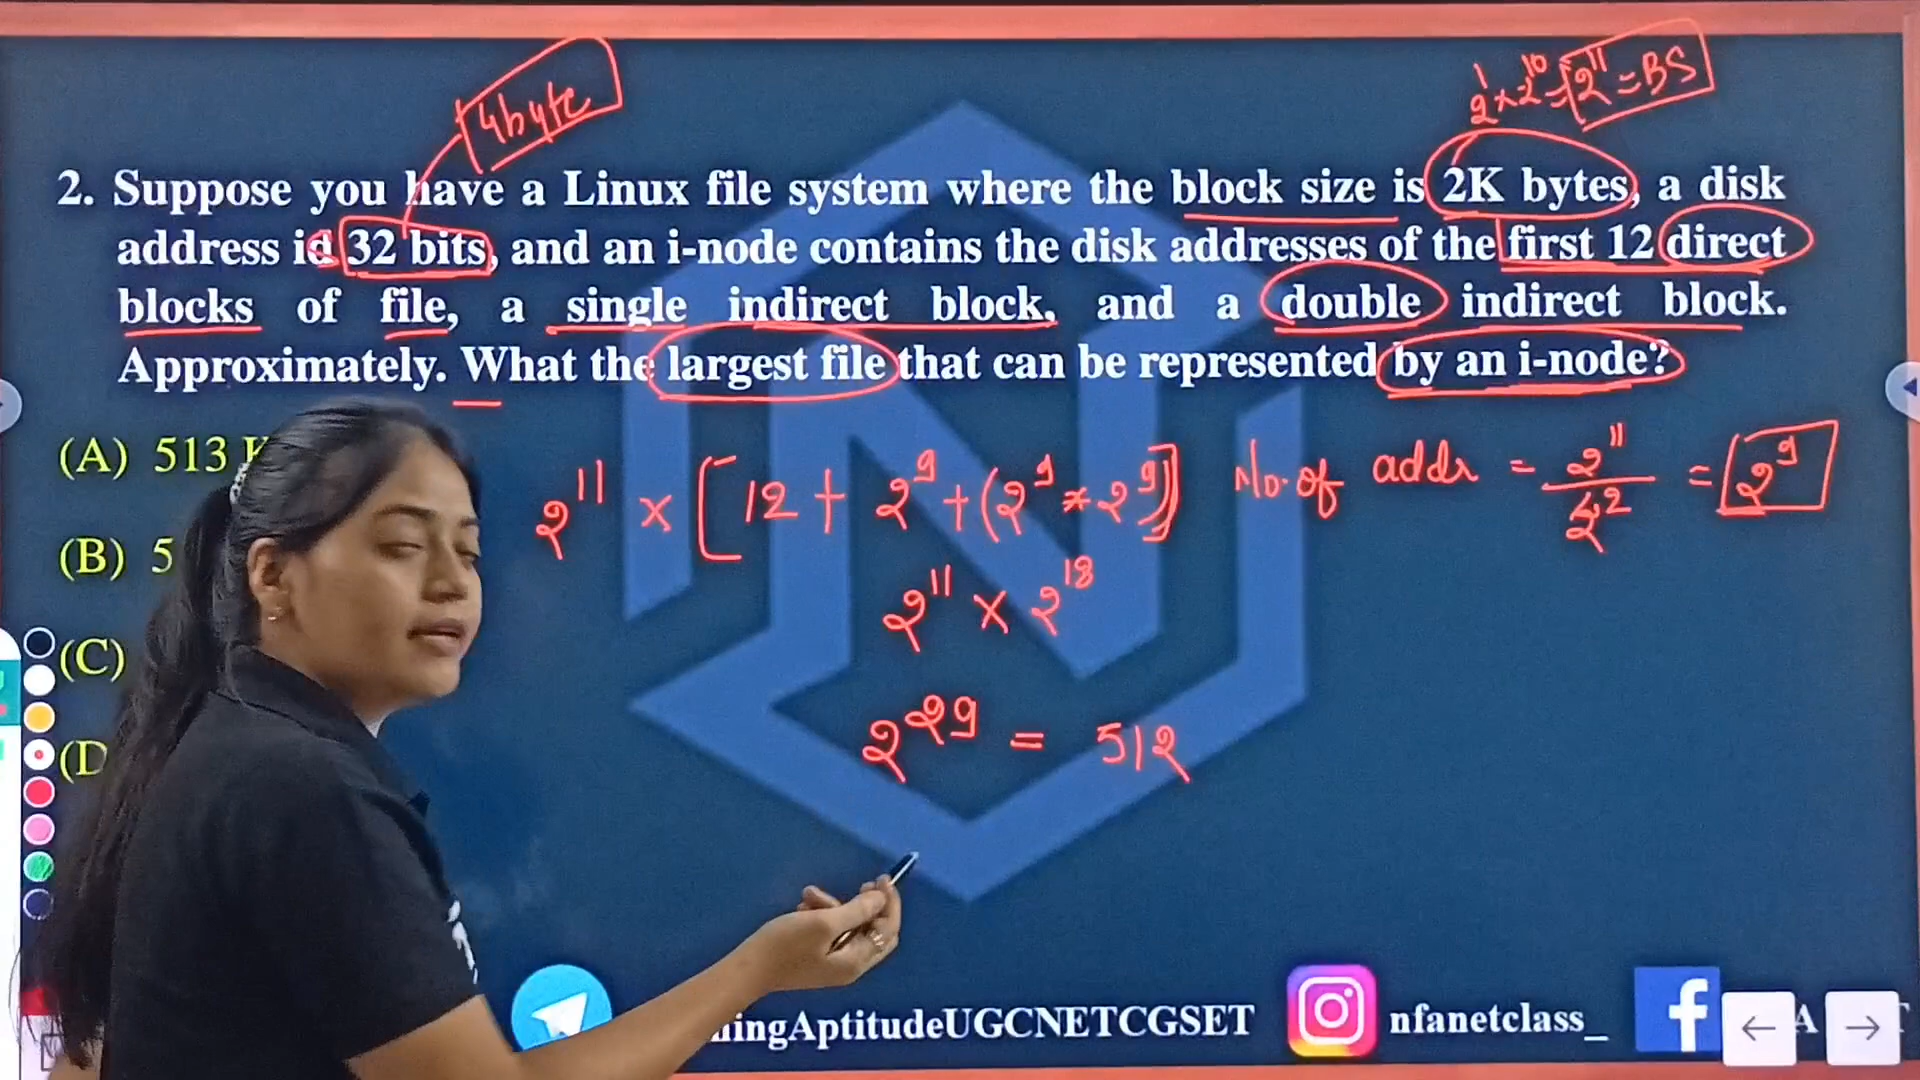 2¹ × 2¹⁰ = 2¹¹ = BS
4byte
2. Suppose you have a Linux file system where the block size is 2K bytes, a disk
address id 32 bits, and an i-node contains the disk addresses of the first 12 direct
blocks of file, a single indirect block, and a double indirect block.
Approximately. What the largest file that can be represented by an i-node?
(A) 513 K
2¹¹ × [12 + 2⁹ + (2⁹ * 2⁹)]
No. of addr = 2¹¹/2² = 2⁹
(B) 5
2¹¹ × 2¹⁸
(C)
2²⁹ = 512
(D
ningAptitudeUGCNETCGSET
nfanetclass_
f
← A →